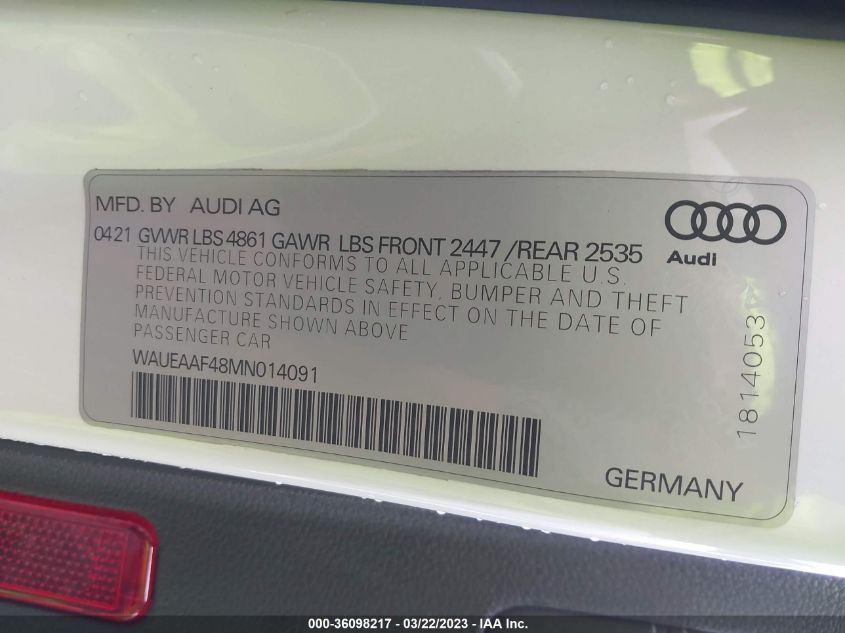 MFD. BY AUDI AG
0421 GVWR LBS 4861 GAWR LBS FRONT 2447 /REAR 2535
THIS VEHICLE CONFORMS TO ALL APPLICABLE U.S.
FEDERAL MOTOR VEHICLE SAFETY, BUMPER AND THEFT
PREVENTION STANDARDS IN EFFECT ON THE DATE OF
MANUFACTURE SHOWN ABOVE
PASSENGER CAR
WAUEAAF48MN014091
Audi
1814053
GERMANY
000-36098217 - 03/22/2023 - IAA Inc.